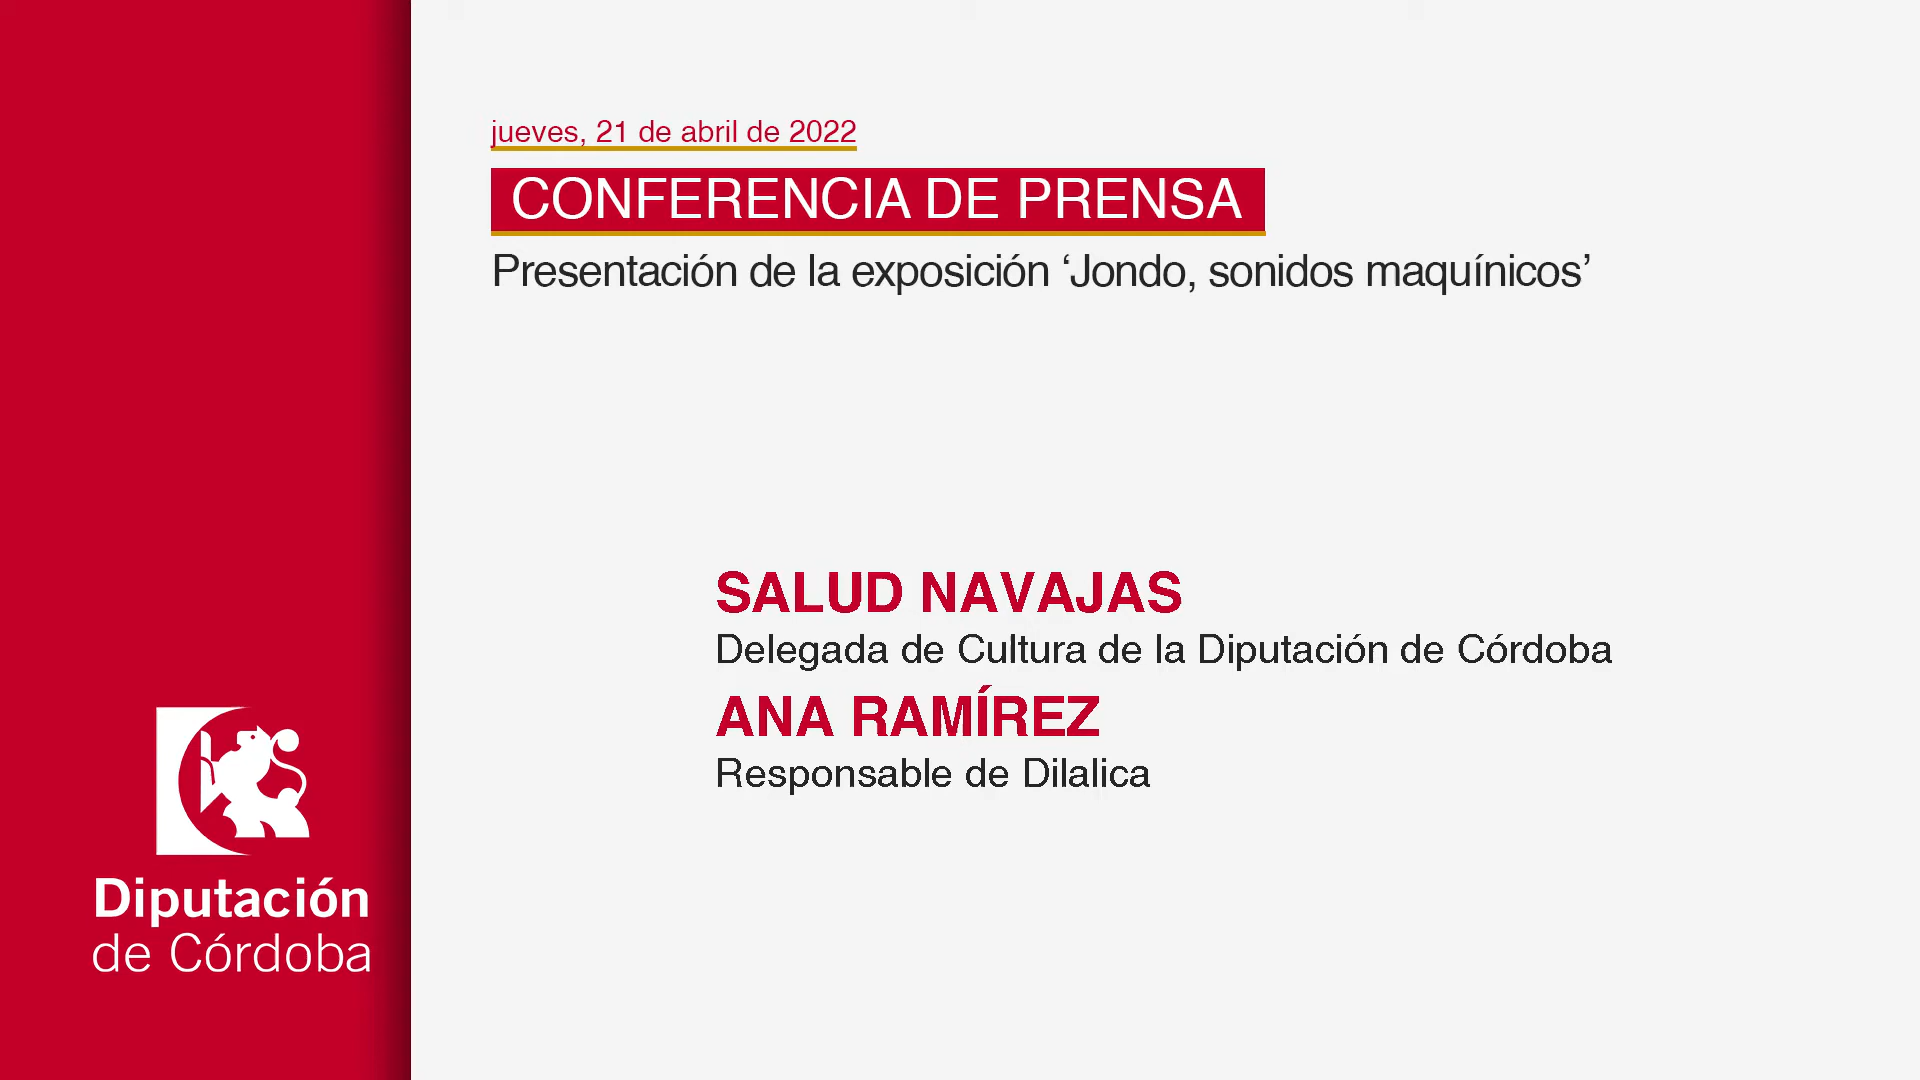 jueves, 21 de abril de 2022
CONFERENCIA DE PRENSA
Presentación de la exposición ‘Jondo, sonidos maquínicos’
SALUD NAVAJAS
Delegada de Cultura de la Diputación de Córdoba
ANA RAMÍREZ
Responsable de Dilalica
Diputación
de Córdoba